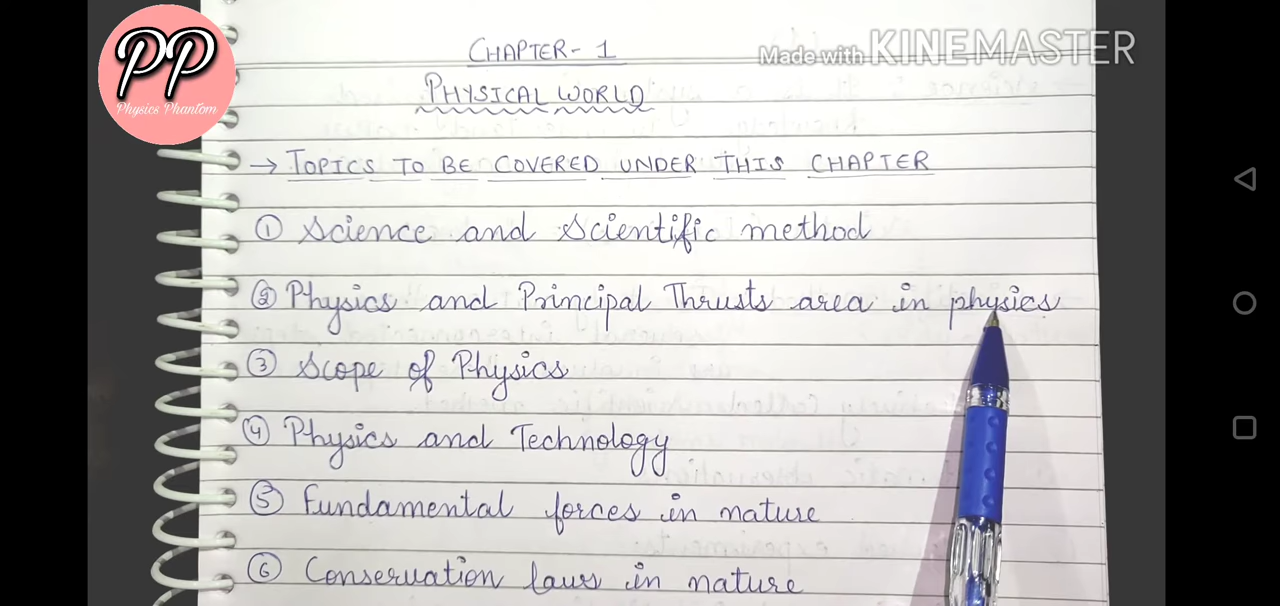 PP
Physics Phantom
Made with KINEMASTER
CHAPTER- 1
PHYSICAL WORLD
→ TOPICS TO BE COVERED UNDER THIS CHAPTER
① Science and Scientific method
② Physics and Principal Thrusts area in physics
③ Scope of Physics
④ Physics and Technology
⑤ Fundamental forces in nature
⑥ Conservation laws in nature